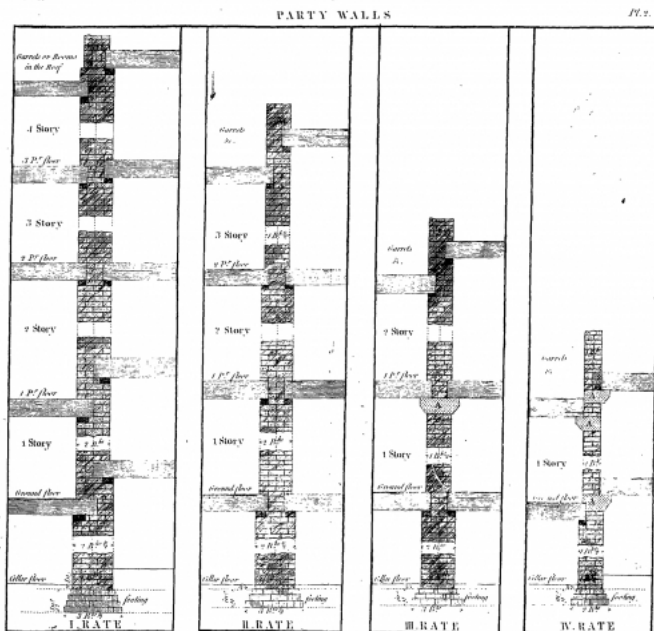 PARTY WALLS
Pl. 2.
Garrets or Rooms
in the Roof
4 Story
3 Pr. floor
3 Story
2 Pr. floor
2 Story
1 Pr. floor
1 Story
Ground floor
Cellar floor
footing
I. RATE
Garrets
&c.
3 Story
2 Pr. floor
2 Story
1 Pr. floor
1 Story
Ground floor
Cellar floor
footing
II. RATE
Garrets
&c.
2 Story
1 Pr. floor
A
1 Story
Ground floor
Cellar floor
footing
III. RATE
Garrets
A
A
1 Story
Ground floor
A
Cellar floor
footing
IV. RATE